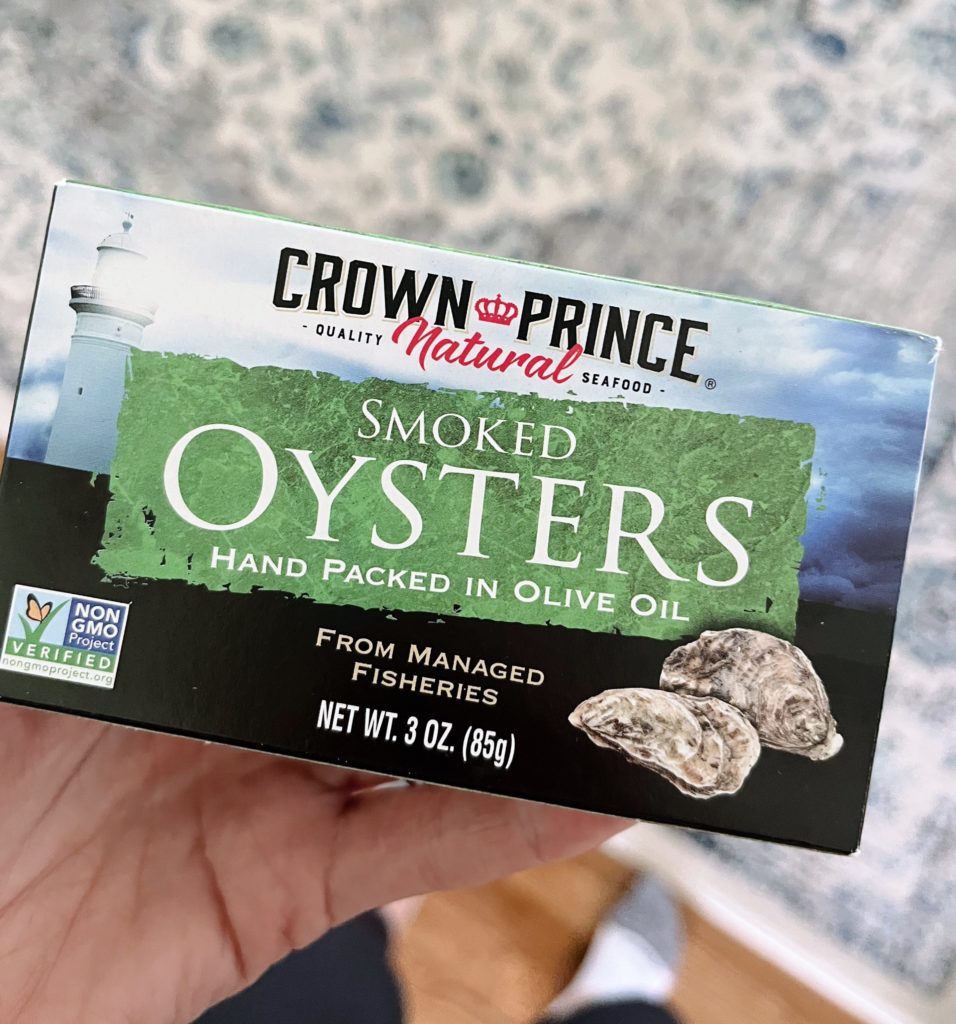 CROWN PRINCE
- QUALITY Natural SEAFOOD - ®
SMOKED
OYSTERS
HAND PACKED IN OLIVE OIL
NON
GMO
Project
VERIFIED
nongmoproject.org
FROM MANAGED
FISHERIES
NET WT. 3 OZ. (85g)